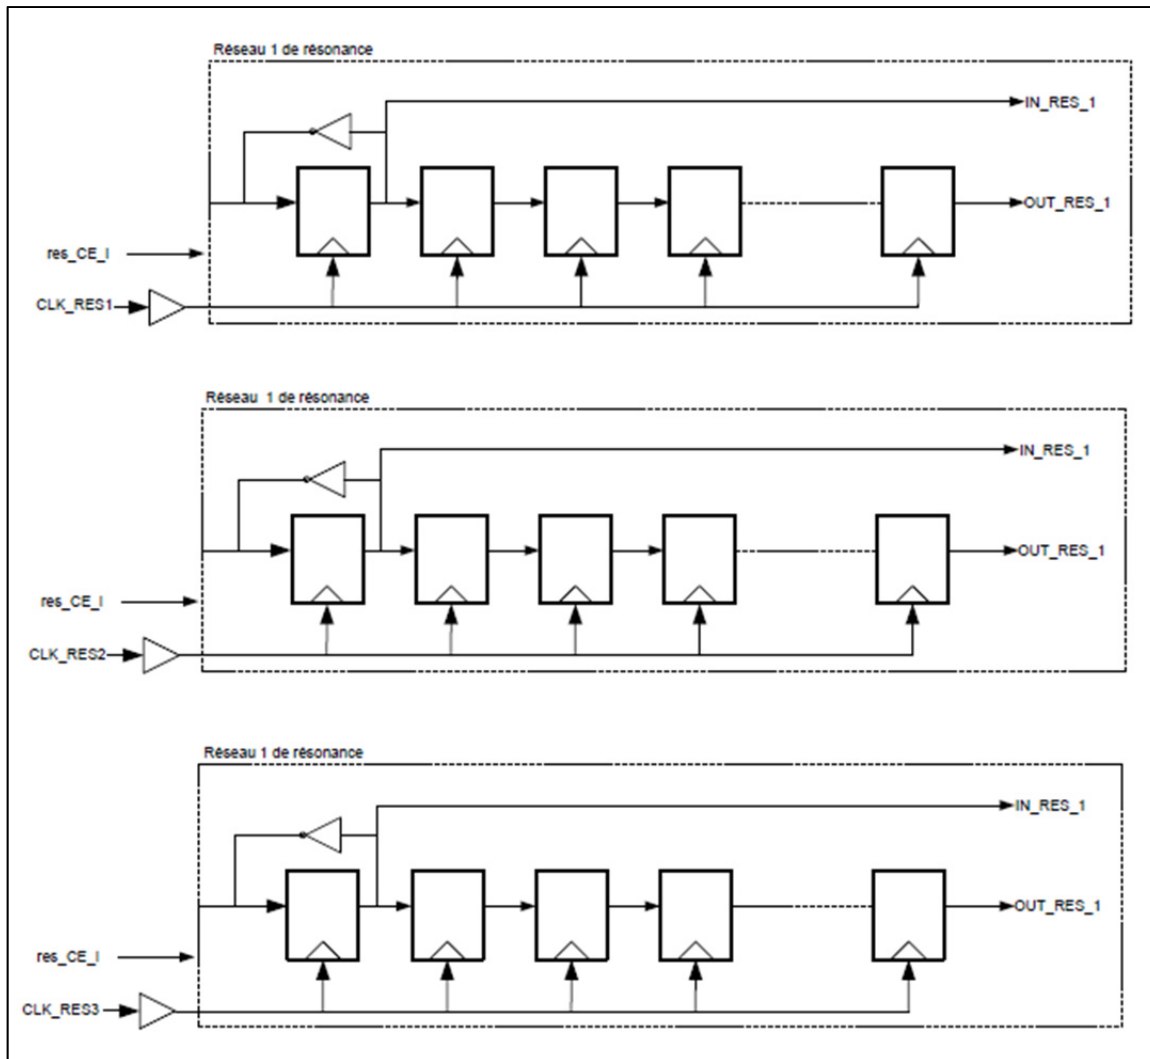 Réseau 1 de résonance
IN_RES_1
OUT_RES_1
res_CE_I
CLK_RES1
Réseau 1 de résonance
IN_RES_1
OUT_RES_1
res_CE_I
CLK_RES2
Réseau 1 de résonance
IN_RES_1
OUT_RES_1
res_CE_I
CLK_RES3